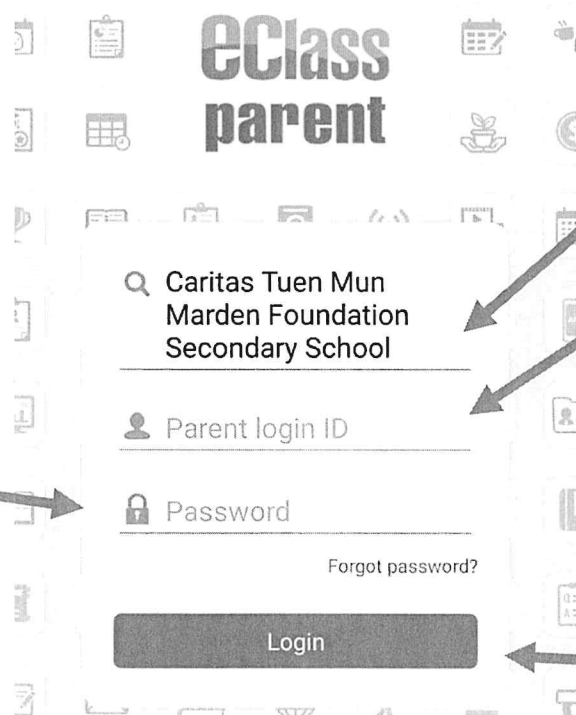 eClass
parent
Caritas Tuen Mun
Marden Foundation
Secondary School
Parent login ID
Password
Forgot password?
Login